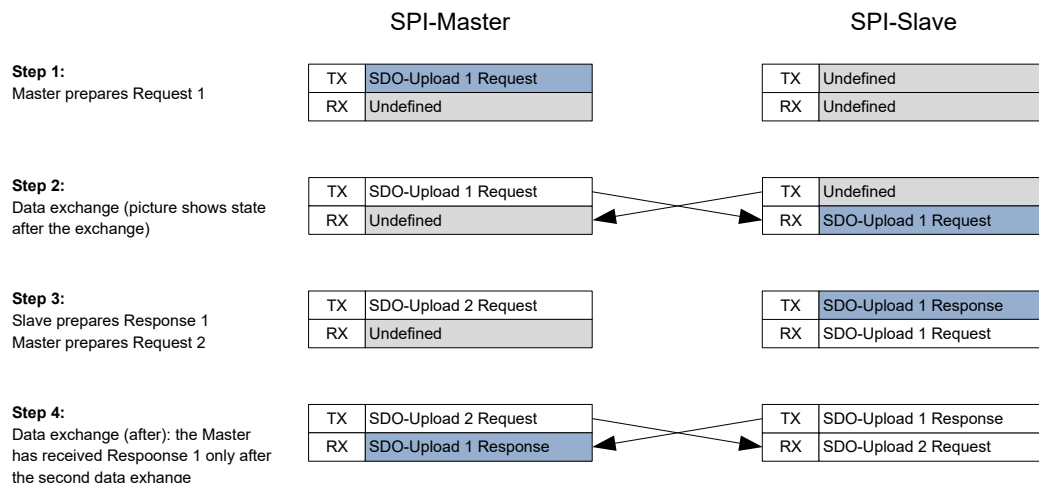 SPI-Master SPI-Slave
Step 1:
Master prepares Request 1
TX SDO-Upload 1 Request TX Undefined
RX Undefined RX Undefined
Step 2:
Data exchange (picture shows state
after the exchange)
TX SDO-Upload 1 Request TX Undefined
RX Undefined RX SDO-Upload 1 Request
Step 3:
Slave prepares Response 1
Master prepares Request 2
TX SDO-Upload 2 Request TX SDO-Upload 1 Response
RX Undefined RX SDO-Upload 1 Request
Step 4:
Data exchange (after): the Master
has received Respoonse 1 only after
the second data exhange
TX SDO-Upload 2 Request TX SDO-Upload 1 Response
RX SDO-Upload 1 Response RX SDO-Upload 2 Request